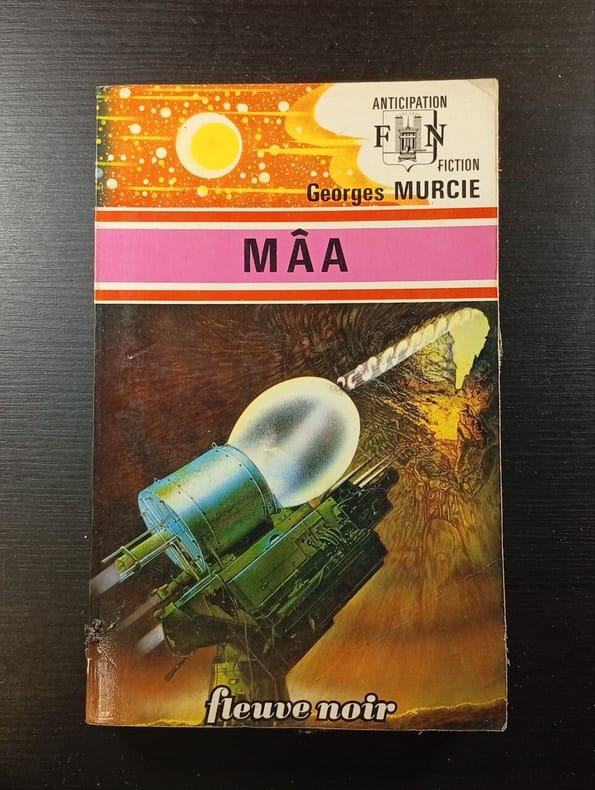 ANTICIPATION
F N
FICTION
Georges MURCIE
MÂA
fleuve noir